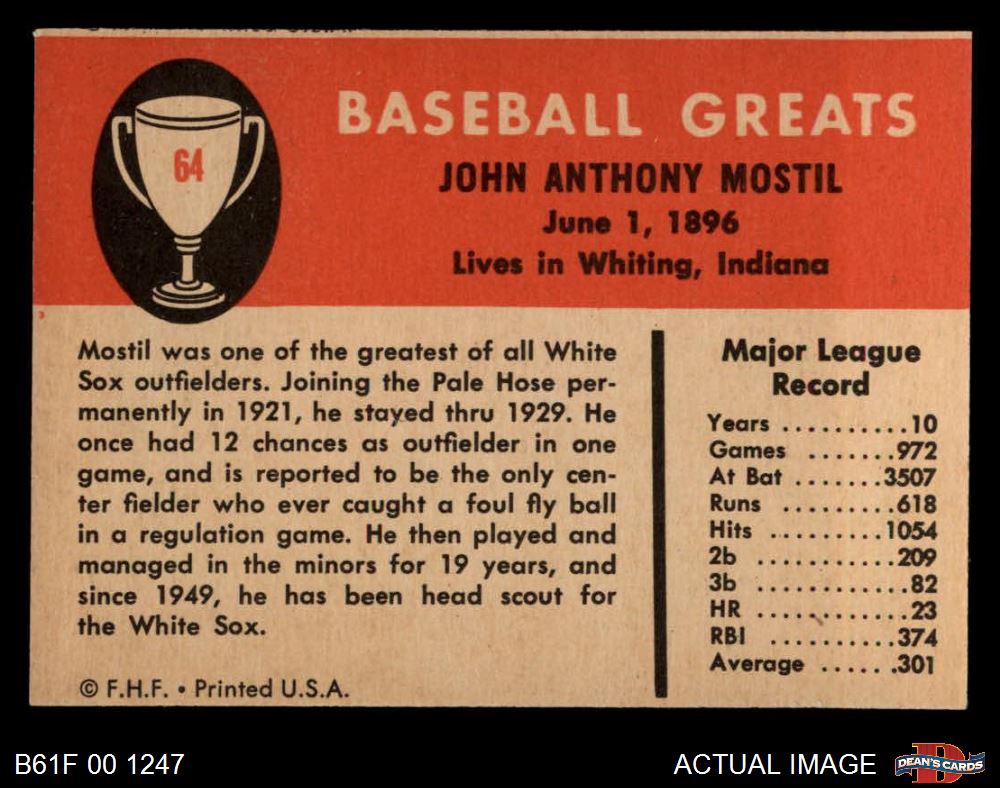 64
BASEBALL GREATS
JOHN ANTHONY MOSTIL
June 1, 1896
Lives in Whiting, Indiana
Mostil was one of the greatest of all White
Sox outfielders. Joining the Pale Hose per-
manently in 1921, he stayed thru 1929. He
once had 12 chances as outfielder in one
game, and is reported to be the only cen-
ter fielder who ever caught a foul fly ball
in a regulation game. He then played and
managed in the minors for 19 years, and
since 1949, he has been head scout for
the White Sox.
© F.H.F. • Printed U.S.A.
Major League
Record
Years ..........10
Games .......972
At Bat .......3507
Runs .........618
Hits ..........1054
2b ...........209
3b ............82
HR ............23
RBI ..........374
Average ......301
B61F 00 1247
ACTUAL IMAGE
D
DEAN'S CARDS